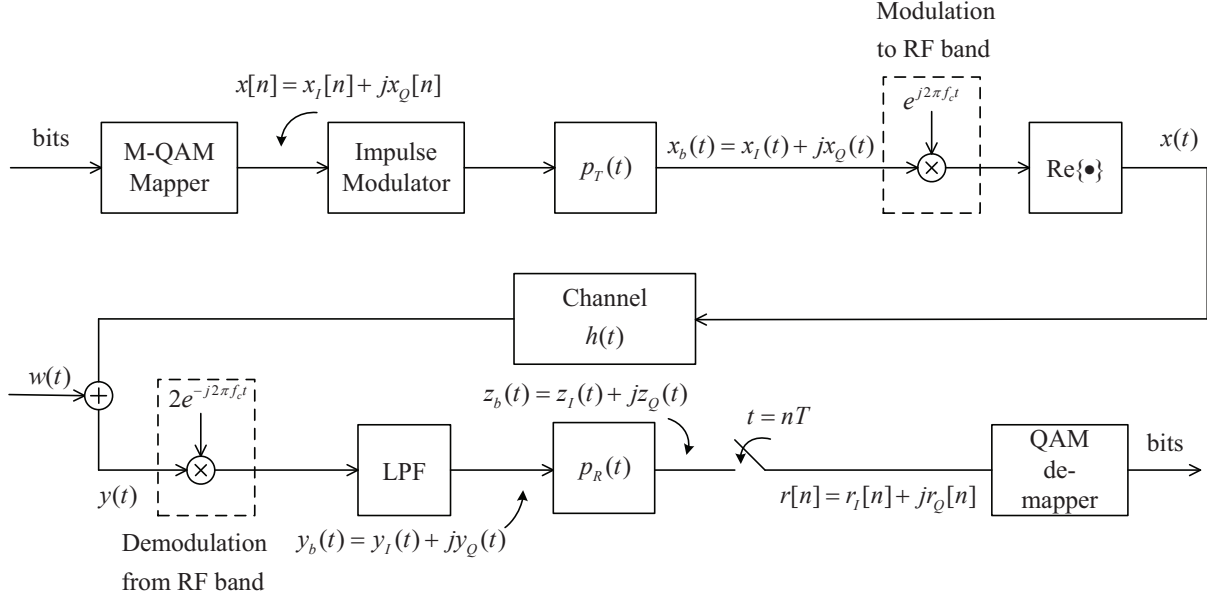 Modulation
to RF band
x[n] = x_I[n] + jx_Q[n]
e^{j2πf_c t}
bits
M-QAM
Mapper
Impulse
Modulator
p_T(t)
x_b(t) = x_I(t) + jx_Q(t)
×
Re{•}
x(t)
Channel
h(t)
w(t)
+
2e^{-j2πf_c t}
z_b(t) = z_I(t) + jz_Q(t)
t = nT
y(t)
×
LPF
p_R(t)
QAM
de-
mapper
bits
r[n] = r_I[n] + jr_Q[n]
y_b(t) = y_I(t) + jy_Q(t)
Demodulation
from RF band